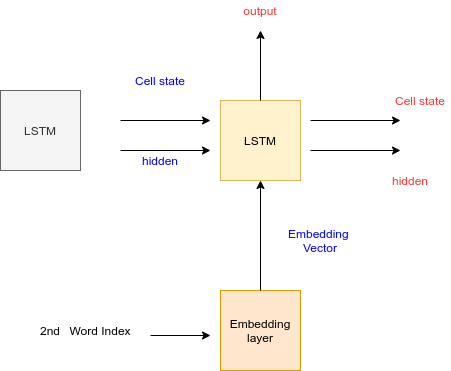 output
Cell state
Cell state
LSTM
LSTM
hidden
hidden
Embedding
Vector
2nd Word Index
Embedding
layer